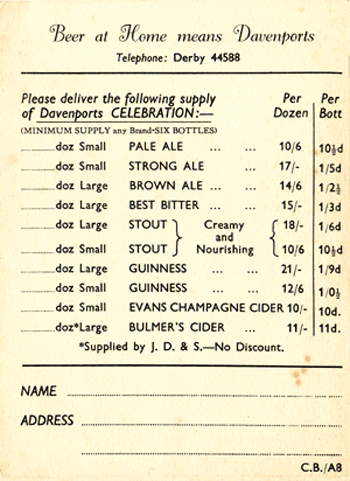 Beer at Home means Davenports
Telephone: Derby 44588
Please deliver the following supply of Davenports CELEBRATION:—
(MINIMUM SUPPLY any Brand-SIX BOTTLES)
Per Dozen Per Bott
doz Small PALE ALE ... ... 10/6 10½d
doz Small STRONG ALE ... 17/- 1/5d
doz Large BROWN ALE ... ... 14/6 1/2½
doz Large BEST BITTER ... ... 15/- 1/3d
doz Large STOUT } Creamy and Nourishing { 18/- 1/6d
doz Small STOUT } { 10/6 10½d
doz Large GUINNESS ... ... 21/- 1/9d
doz Small GUINNESS ... ... 12/6 1/0½
doz Small EVANS CHAMPAGNE CIDER 10/- 10d.
doz*Large BULMER'S CIDER ... 11/- 11d.
*Supplied by J. D. & S.—No Discount.
NAME
ADDRESS
C.B./A8